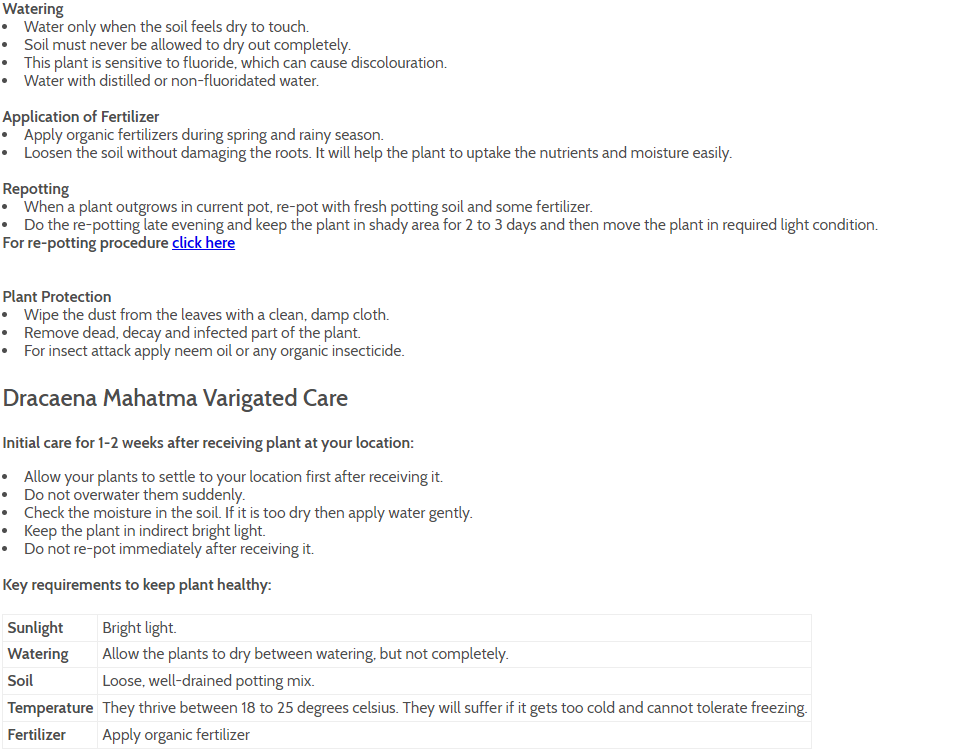 Watering
• Water only when the soil feels dry to touch.
• Soil must never be allowed to dry out completely.
• This plant is sensitive to fluoride, which can cause discolouration.
• Water with distilled or non-fluoridated water.
Application of Fertilizer
• Apply organic fertilizers during spring and rainy season.
• Loosen the soil without damaging the roots. It will help the plant to uptake the nutrients and moisture easily.
Repotting
• When a plant outgrows in current pot, re-pot with fresh potting soil and some fertilizer.
• Do the re-potting late evening and keep the plant in shady area for 2 to 3 days and then move the plant in required light condition.
For re-potting procedure click here
Plant Protection
• Wipe the dust from the leaves with a clean, damp cloth.
• Remove dead, decay and infected part of the plant.
• For insect attack apply neem oil or any organic insecticide.
Dracaena Mahatma Varigated Care
Initial care for 1-2 weeks after receiving plant at your location:
• Allow your plants to settle to your location first after receiving it.
• Do not overwater them suddenly.
• Check the moisture in the soil. If it is too dry then apply water gently.
• Keep the plant in indirect bright light.
• Do not re-pot immediately after receiving it.
Key requirements to keep plant healthy:
Sunlight Bright light.
Watering Allow the plants to dry between watering, but not completely.
Soil Loose, well-drained potting mix.
Temperature They thrive between 18 to 25 degrees celsius. They will suffer if it gets too cold and cannot tolerate freezing.
Fertilizer Apply organic fertilizer